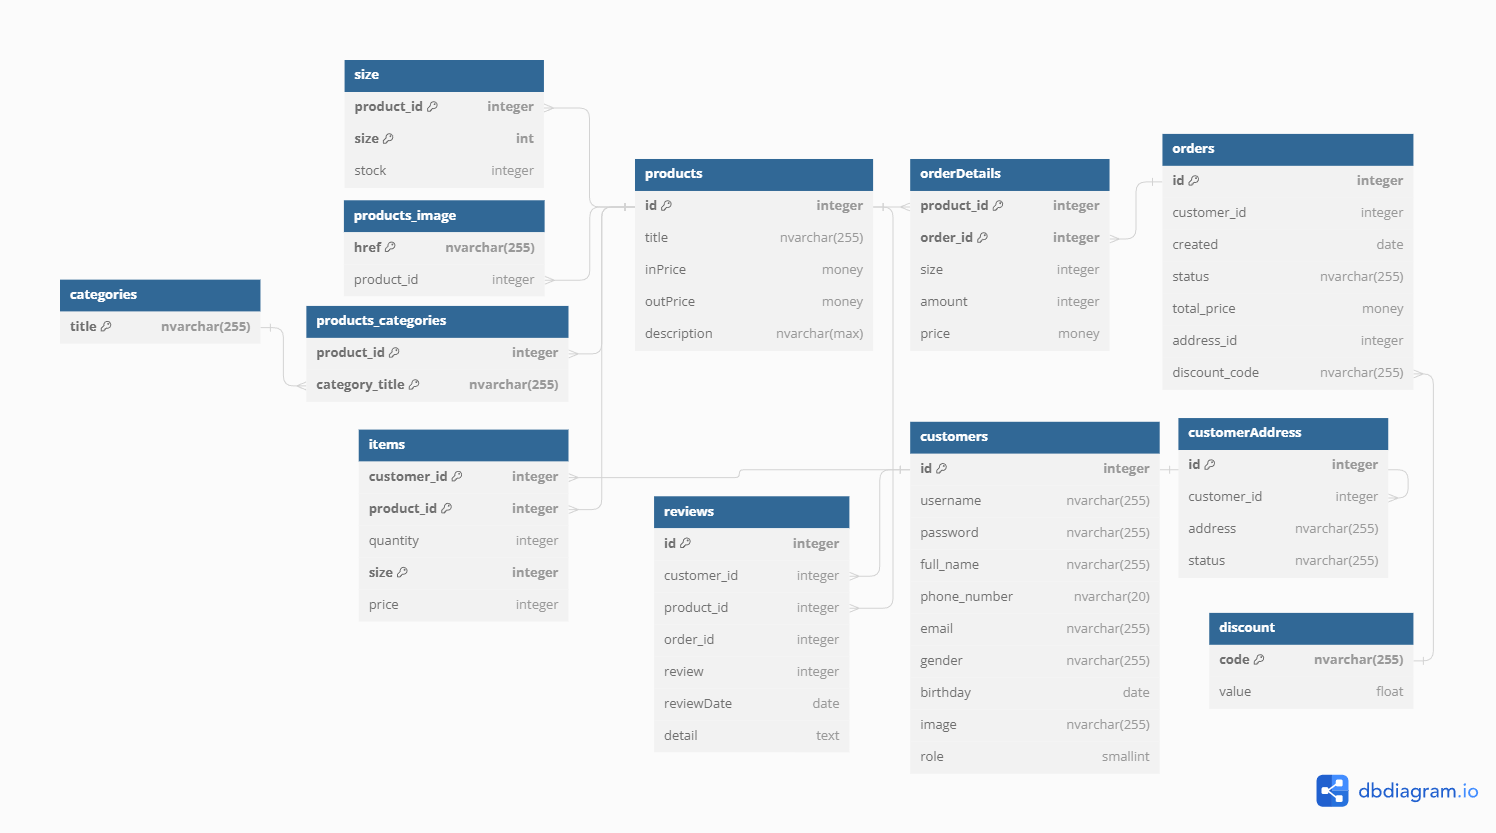 size
product_id integer
size int
stock integer
products_image
href nvarchar(255)
product_id integer
categories
title nvarchar(255)
products_categories
product_id integer
category_title nvarchar(255)
items
customer_id integer
product_id integer
quantity integer
size integer
price integer
products
id integer
title nvarchar(255)
inPrice money
outPrice money
description nvarchar(max)
reviews
id integer
customer_id integer
product_id integer
order_id integer
review integer
reviewDate date
detail text
orderDetails
product_id integer
order_id integer
size integer
amount integer
price money
customers
id integer
username nvarchar(255)
password nvarchar(255)
full_name nvarchar(255)
phone_number nvarchar(20)
email nvarchar(255)
gender nvarchar(255)
birthday date
image nvarchar(255)
role smallint
orders
id integer
customer_id integer
created date
status nvarchar(255)
total_price money
address_id integer
discount_code nvarchar(255)
customerAddress
id integer
customer_id integer
address nvarchar(255)
status nvarchar(255)
discount
code nvarchar(255)
value float
dbdiagram.io